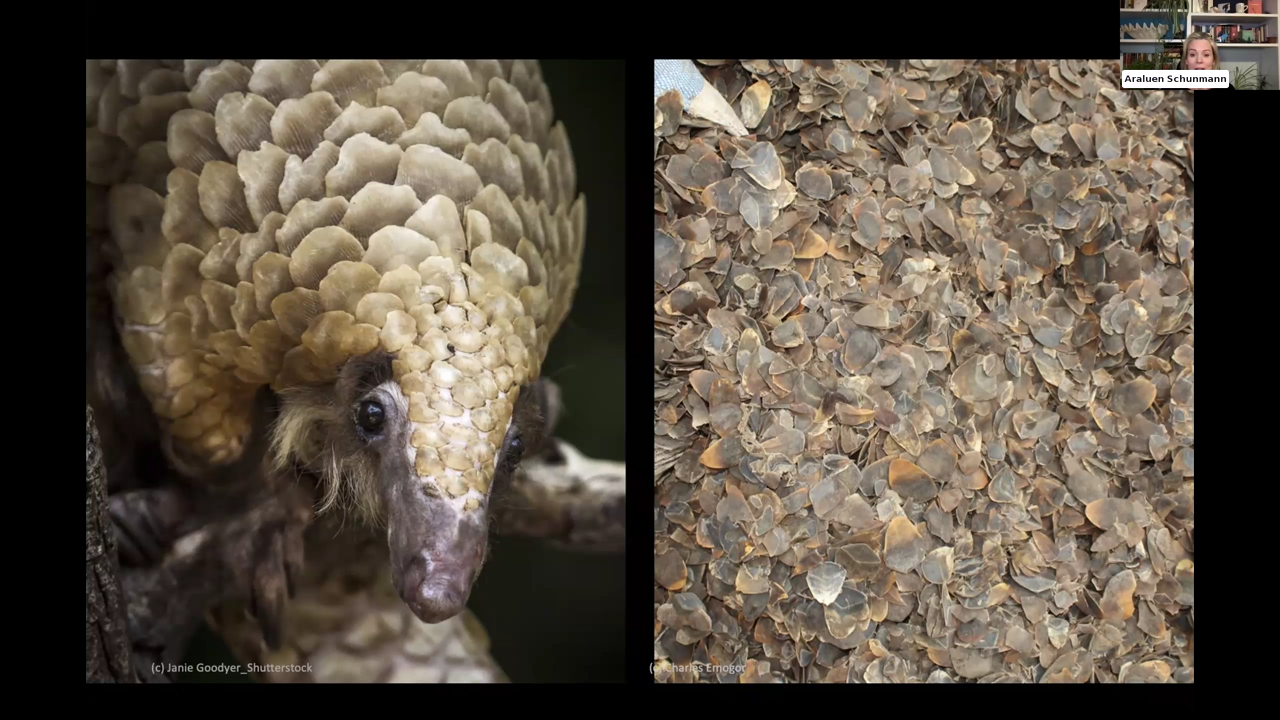 Araluen Schunmann
(c) Janie Goodyer_Shutterstock
(c) Charles Emogor